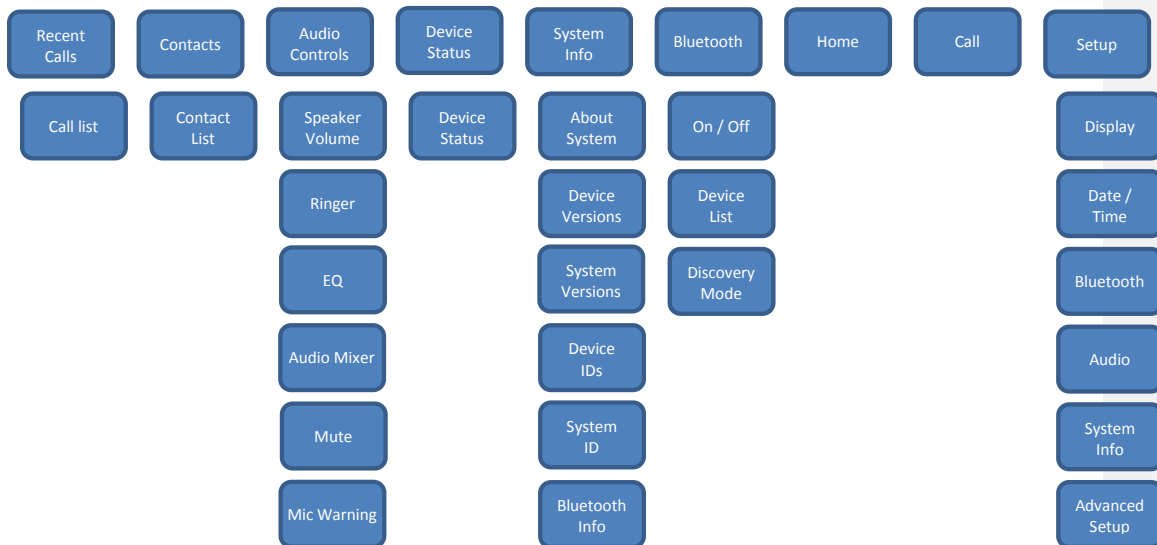 Recent
Calls
Contacts
Audio
Controls
Device
Status
System
Info
Bluetooth
Home
Call
Setup
Call list
Contact
List
Speaker
Volume
Device
Status
About
System
On / Off
Display
Ringer
Device
Versions
Device
List
Date /
Time
EQ
System
Versions
Discovery
Mode
Bluetooth
Audio Mixer
Device
IDs
Audio
Mute
System
ID
System
Info
Mic Warning
Bluetooth
Info
Advanced
Setup